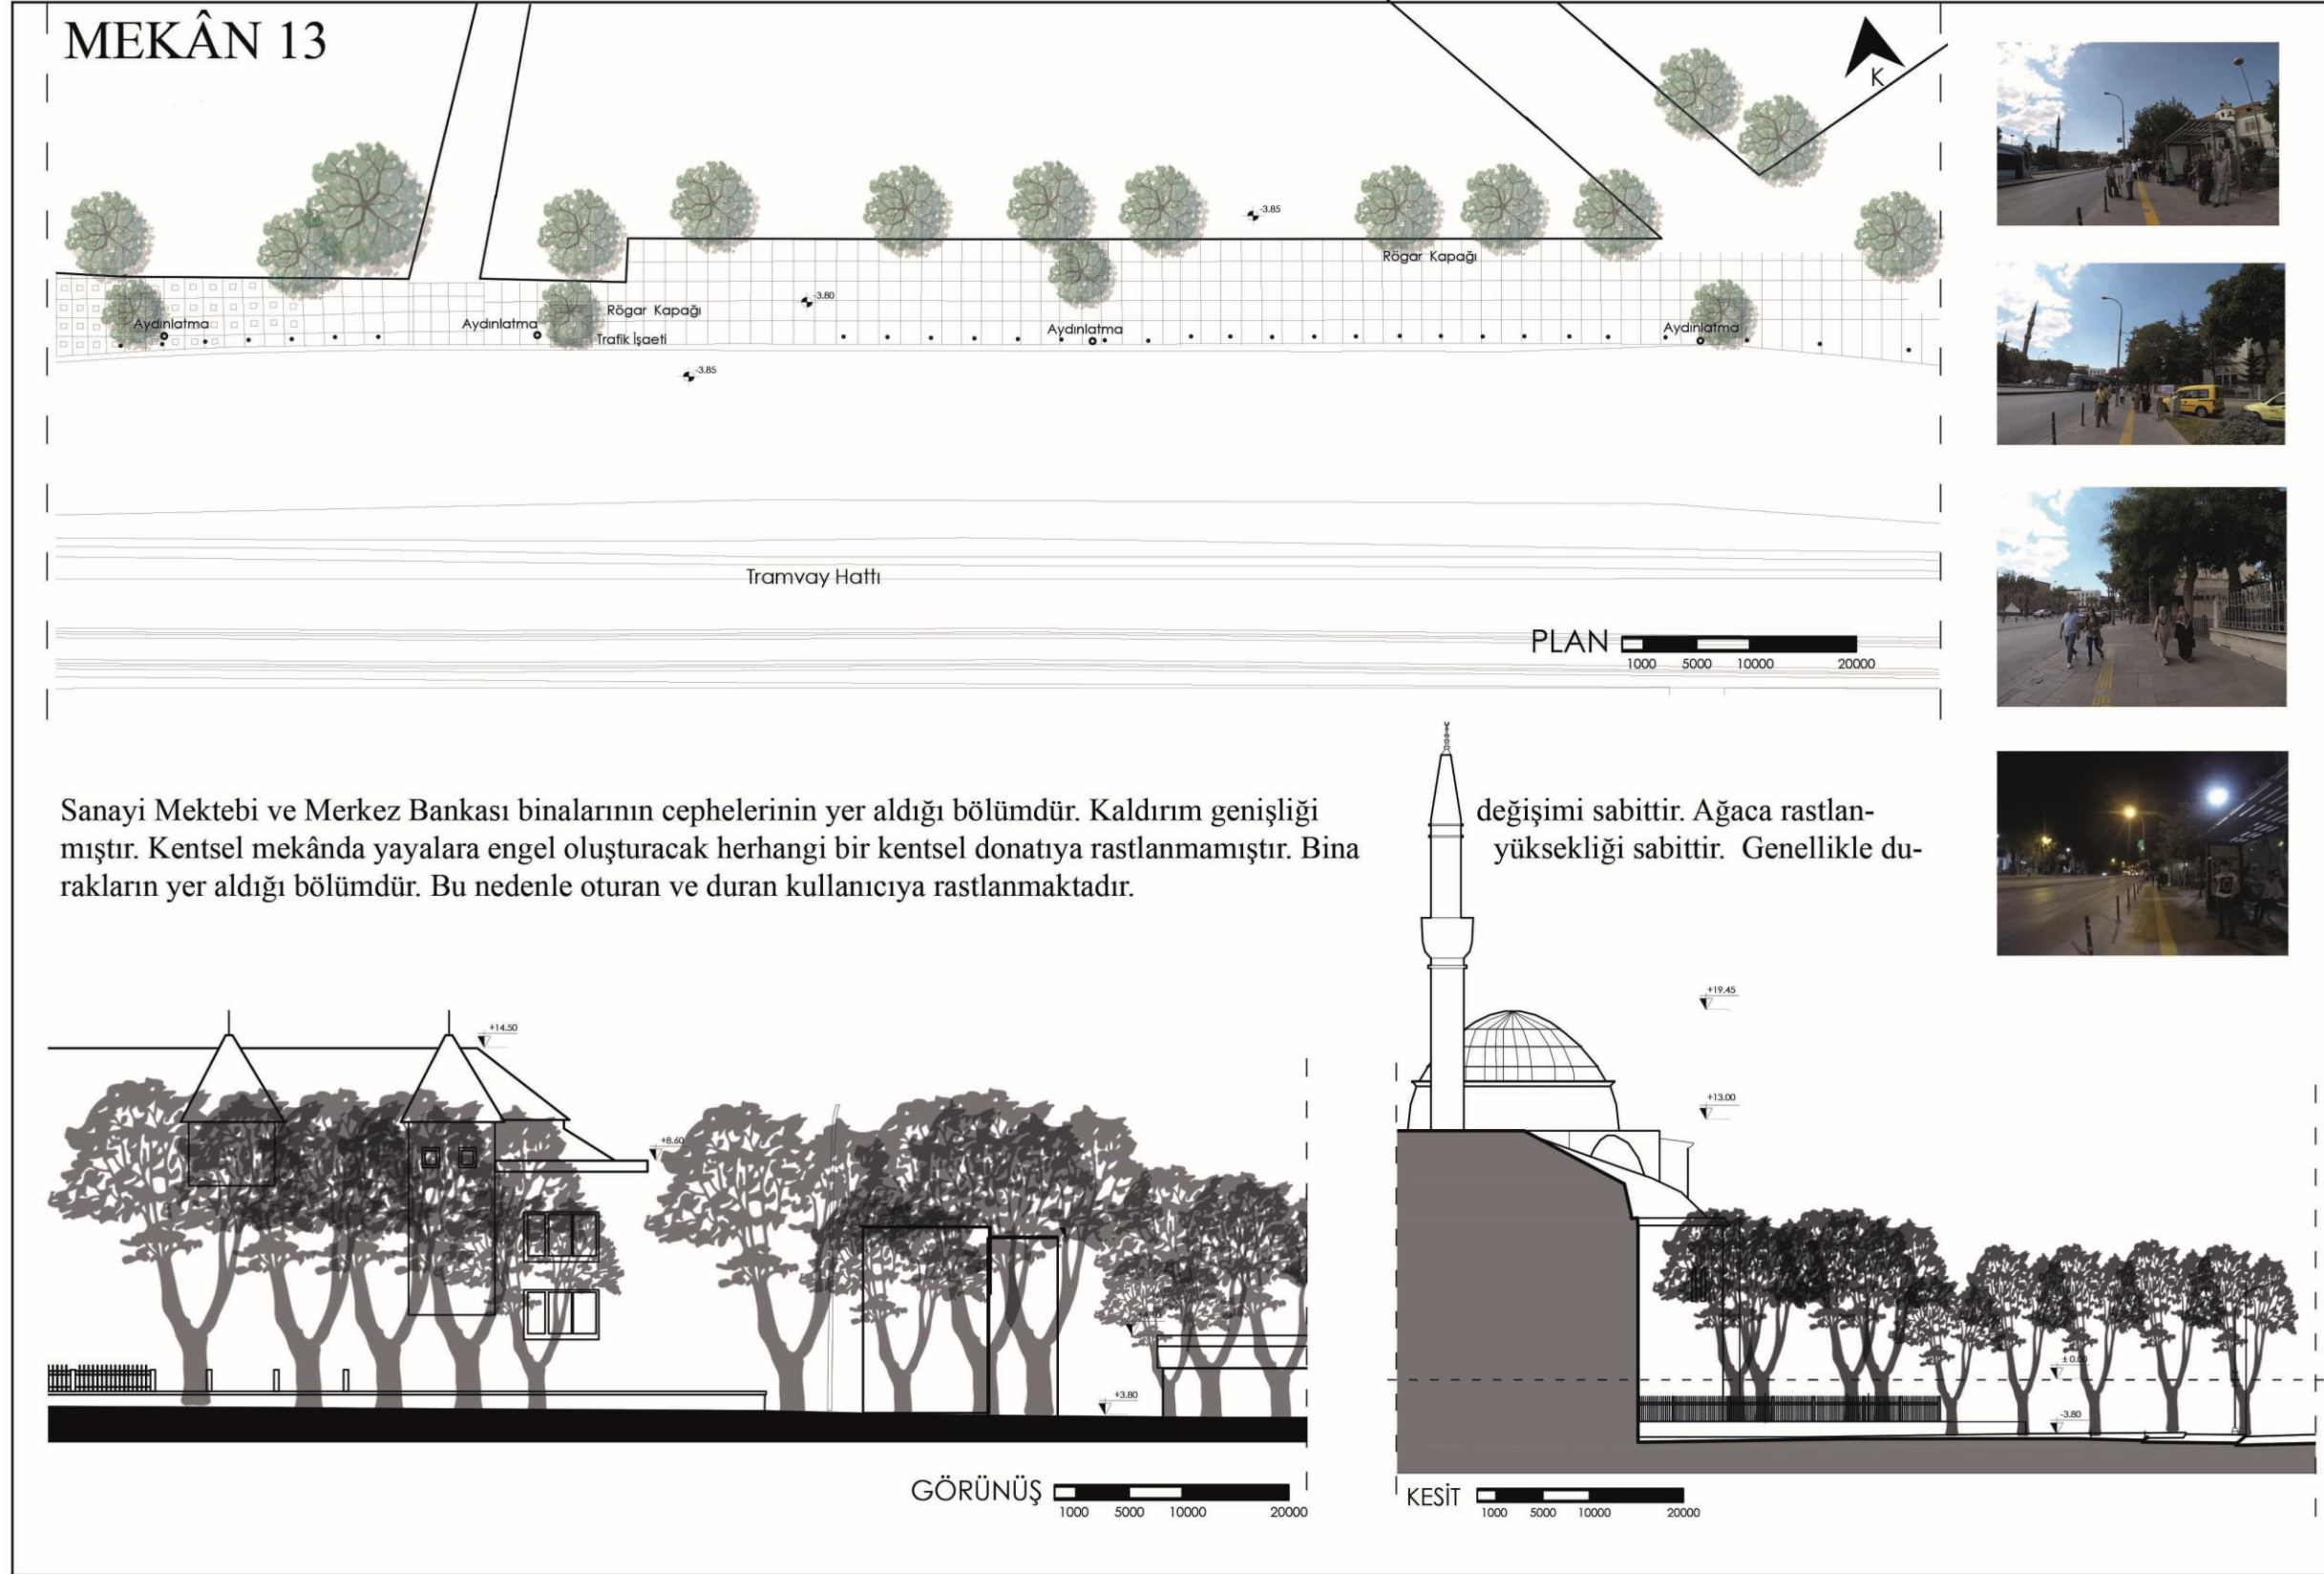 MEKÂN 13
K
-3.85
Rögar Kapağı
-3.80
Rögar Kapağı
Aydınlatma
Aydınlatma
Aydınlatma
Aydınlatma
Trafik İşaeti
-3.85
Tramvay Hattı
PLAN
1000 5000 10000 20000
Sanayi Mektebi ve Merkez Bankası binalarının cephelerinin yer aldığı bölümdür. Kaldırım genişliği değişimi sabittir. Ağaca rastlan-
mıştır. Kentsel mekânda yayalara engel oluşturacak herhangi bir kentsel donatıya rastlanmamıştır. Bina yüksekliği sabittir. Genellikle du-
rakların yer aldığı bölümdür. Bu nedenle oturan ve duran kullanıcıya rastlanmaktadır.
+14.50
+8.60
+3.80
GÖRÜNÜŞ
1000 5000 10000 20000
+19.45
+13.00
± 0.00
-3.80
KESİT
1000 5000 10000 20000